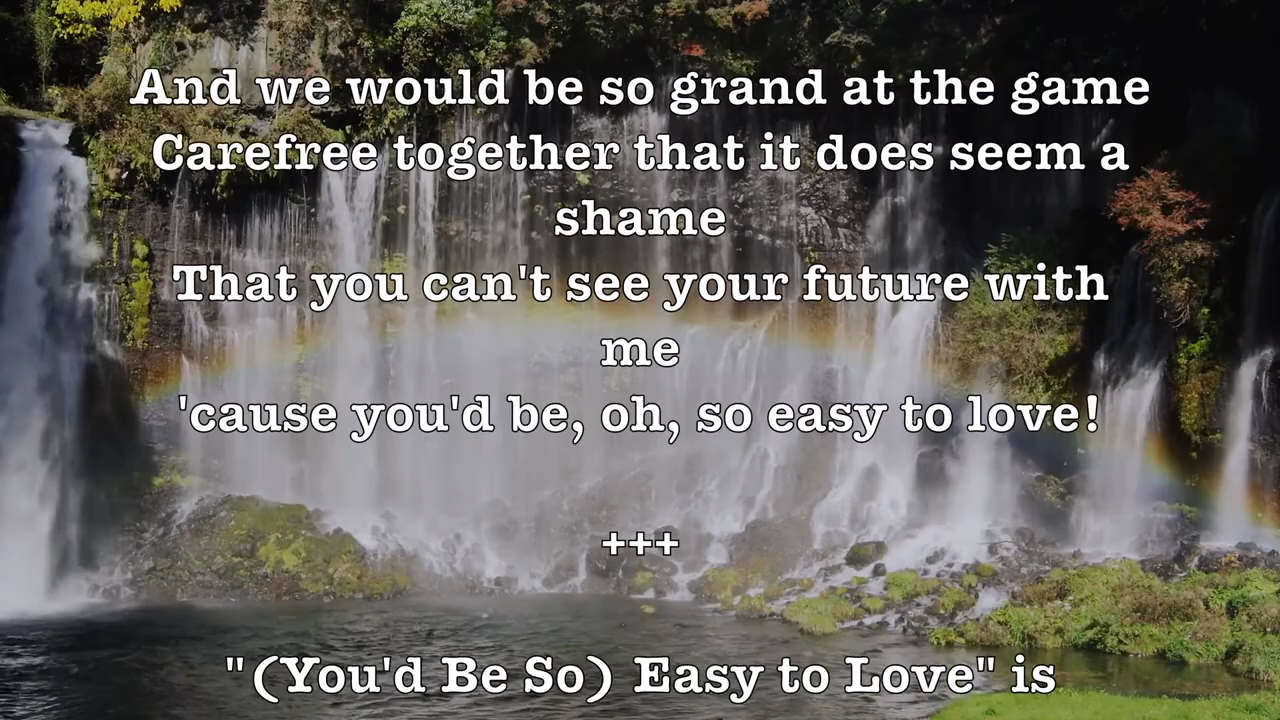 And we would be so grand at the game
Carefree together that it does seem a
shame
That you can't see your future with
me
'cause you'd be, oh, so easy to love!
+++
"(You'd Be So) Easy to Love" is